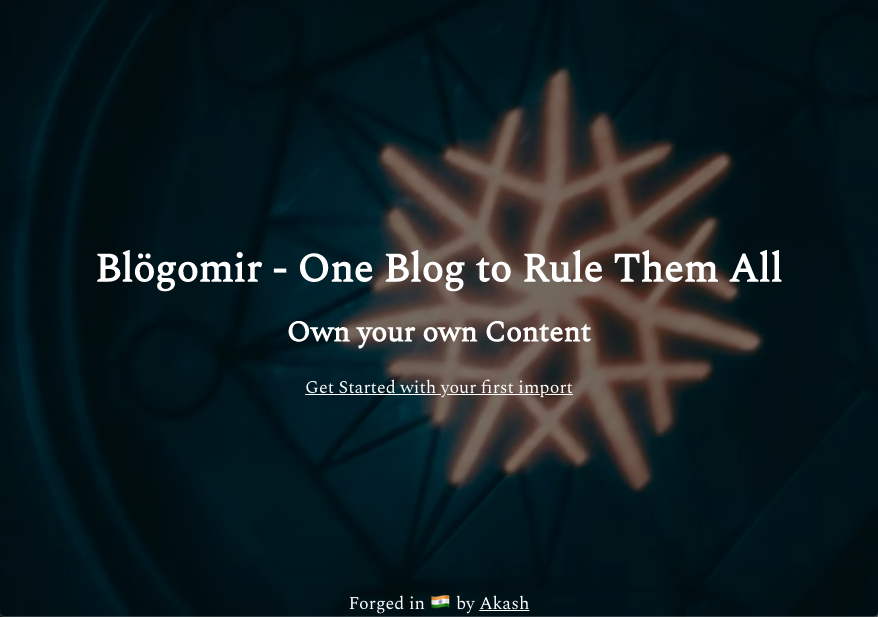 Blögomir - One Blog to Rule Them All
Own your own Content
Get Started with your first import
Forged in 🇮🇳 by Akash